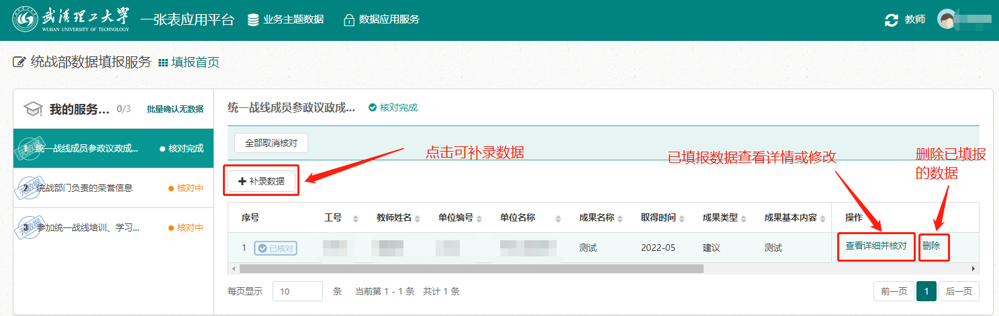 武汉理工大学
WUHAN UNIVERSITY OF TECHNOLOGY
一张表应用平台
业务主题数据
数据应用服务
教师
统战部数据填报服务
填报首页
我的服务...
0/3
批量确认无数据
1 统一战线成员参政议政成...
核对完成
无数据
2 统战部门负责的荣誉信息
核对中
无数据
3 参加统一战线培训、学习...
核对中
无数据
统一战线成员参政议政成...
核对完成
全部取消核对
点击可补录数据
已填报数据查看详情或修改
删除已填报
的数据
补录数据
序号 工号 教师姓名 单位编号 单位名称 成果名称 取得时间 成果类型 成果基本内容 操作
1 已核对 测试 2022-05 建议 测试 查看详细并核对 删除
每页显示 10 条 当前第 1 - 1 条 共计 1 条
前一页 1 后一页